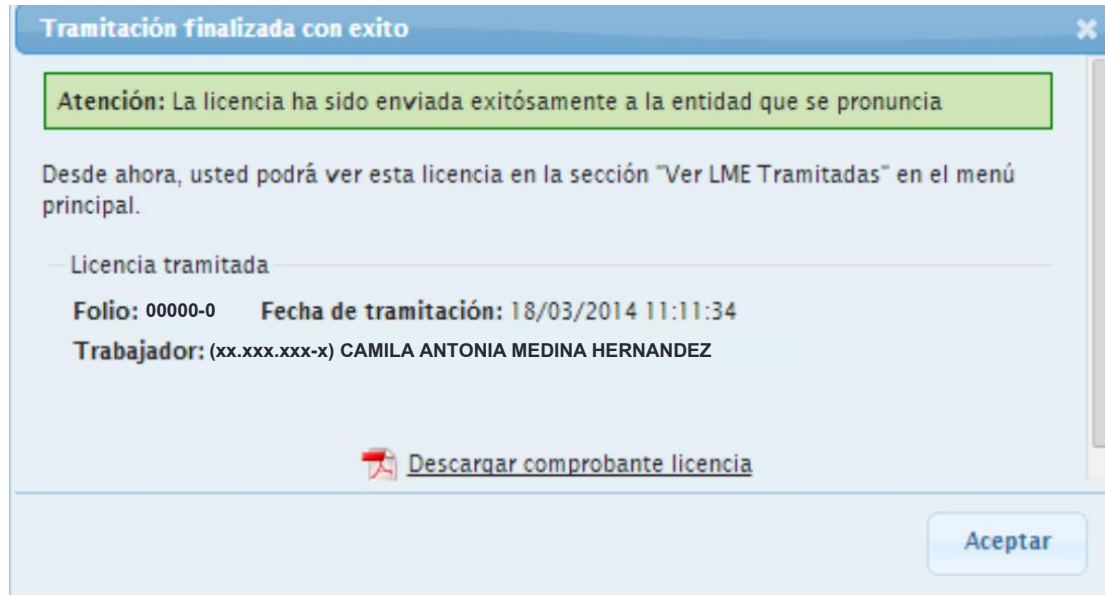 Tramitación finalizada con exito
Atención: La licencia ha sido enviada exitósamente a la entidad que se pronuncia
Desde ahora, usted podrá ver esta licencia en la sección "Ver LME Tramitadas" en el menú
principal.
Licencia tramitada
Folio: 00000-0 Fecha de tramitación: 18/03/2014 11:11:34
Trabajador: (xx.xxx.xxx-x) CAMILA ANTONIA MEDINA HERNANDEZ
Descargar comprobante licencia
Aceptar